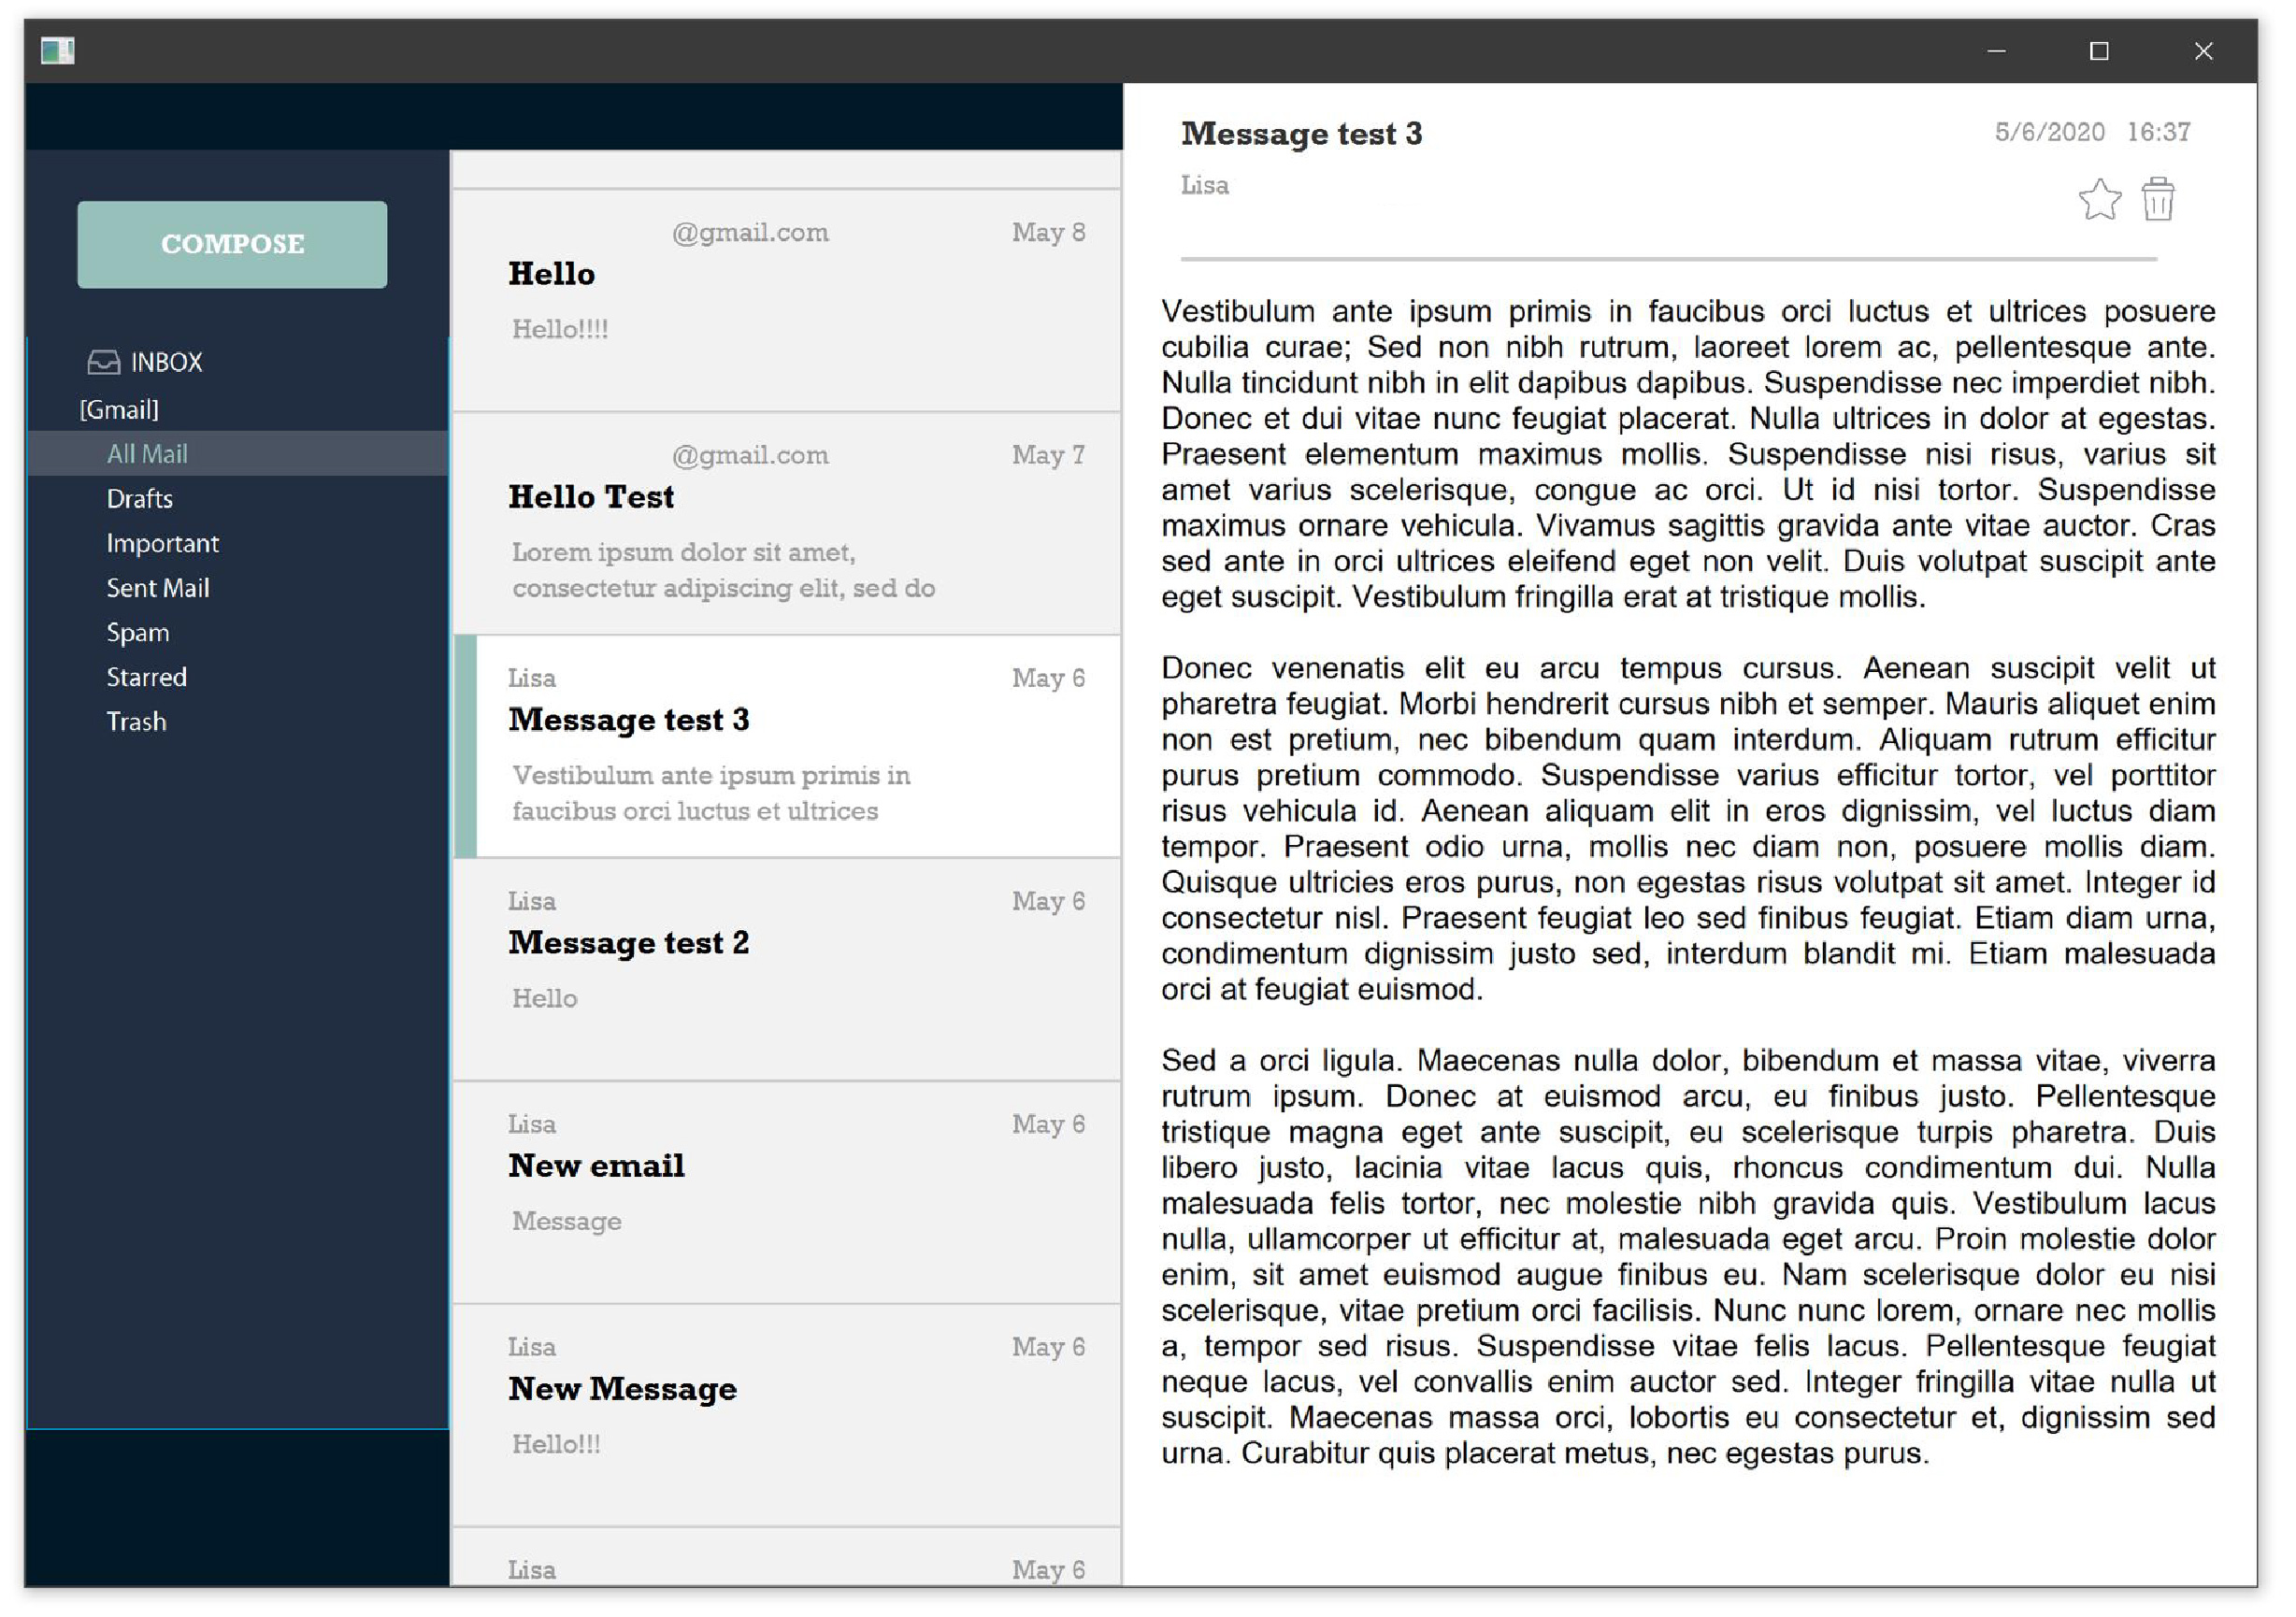 COMPOSE
INBOX
[Gmail]
All Mail
Drafts
Important
Sent Mail
Spam
Starred
Trash
@gmail.com May 8
Hello
Hello!!!!
@gmail.com May 7
Hello Test
Lorem ipsum dolor sit amet,
consectetur adipiscing elit, sed do
Lisa May 6
Message test 3
Vestibulum ante ipsum primis in
faucibus orci luctus et ultrices
Lisa May 6
Message test 2
Hello
Lisa May 6
New email
Message
Lisa May 6
New Message
Hello!!!
Lisa May 6
Message test 3 5/6/2020 16:37
Lisa
Vestibulum ante ipsum primis in faucibus orci luctus et ultrices posuere
cubilia curae; Sed non nibh rutrum, laoreet lorem ac, pellentesque ante.
Nulla tincidunt nibh in elit dapibus dapibus. Suspendisse nec imperdiet nibh.
Donec et dui vitae nunc feugiat placerat. Nulla ultrices in dolor at egestas.
Praesent elementum maximus mollis. Suspendisse nisi risus, varius sit
amet varius scelerisque, congue ac orci. Ut id nisi tortor. Suspendisse
maximus ornare vehicula. Vivamus sagittis gravida ante vitae auctor. Cras
sed ante in orci ultrices eleifend eget non velit. Duis volutpat suscipit ante
eget suscipit. Vestibulum fringilla erat at tristique mollis.
Donec venenatis elit eu arcu tempus cursus. Aenean suscipit velit ut
pharetra feugiat. Morbi hendrerit cursus nibh et semper. Mauris aliquet enim
non est pretium, nec bibendum quam interdum. Aliquam rutrum efficitur
purus pretium commodo. Suspendisse varius efficitur tortor, vel porttitor
risus vehicula id. Aenean aliquam elit in eros dignissim, vel luctus diam
tempor. Praesent odio urna, mollis nec diam non, posuere mollis diam.
Quisque ultricies eros purus, non egestas risus volutpat sit amet. Integer id
consectetur nisl. Praesent feugiat leo sed finibus feugiat. Etiam diam urna,
condimentum dignissim justo sed, interdum blandit mi. Etiam malesuada
orci at feugiat euismod.
Sed a orci ligula. Maecenas nulla dolor, bibendum et massa vitae, viverra
rutrum ipsum. Donec at euismod arcu, eu finibus justo. Pellentesque
tristique magna eget ante suscipit, eu scelerisque turpis pharetra. Duis
libero justo, lacinia vitae lacus quis, rhoncus condimentum dui. Nulla
malesuada felis tortor, nec molestie nibh gravida quis. Vestibulum lacus
nulla, ullamcorper ut efficitur at, malesuada eget arcu. Proin molestie dolor
enim, sit amet euismod augue finibus eu. Nam scelerisque dolor eu nisi
scelerisque, vitae pretium orci facilisis. Nunc nunc lorem, ornare nec mollis
a, tempor sed risus. Suspendisse vitae felis lacus. Pellentesque feugiat
neque lacus, vel convallis enim auctor sed. Integer fringilla vitae nulla ut
suscipit. Maecenas massa orci, lobortis eu consectetur et, dignissim sed
urna. Curabitur quis placerat metus, nec egestas purus.